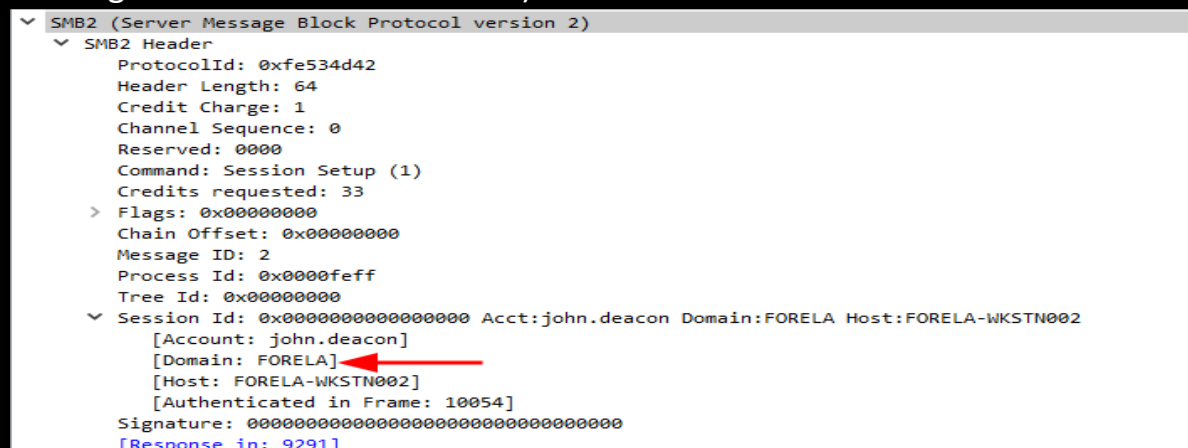 SMB2 (Server Message Block Protocol version 2)
SMB2 Header
ProtocolId: 0xfe534d42
Header Length: 64
Credit Charge: 1
Channel Sequence: 0
Reserved: 0000
Command: Session Setup (1)
Credits requested: 33
Flags: 0x00000000
Chain Offset: 0x00000000
Message ID: 2
Process Id: 0x0000feff
Tree Id: 0x00000000
Session Id: 0x0000000000000000 Acct:john.deacon Domain:FORELA Host:FORELA-WKSTN002
[Account: john.deacon]
[Domain: FORELA]
[Host: FORELA-WKSTN002]
[Authenticated in Frame: 10054]
Signature: 00000000000000000000000000000000
[Response in: 9291]